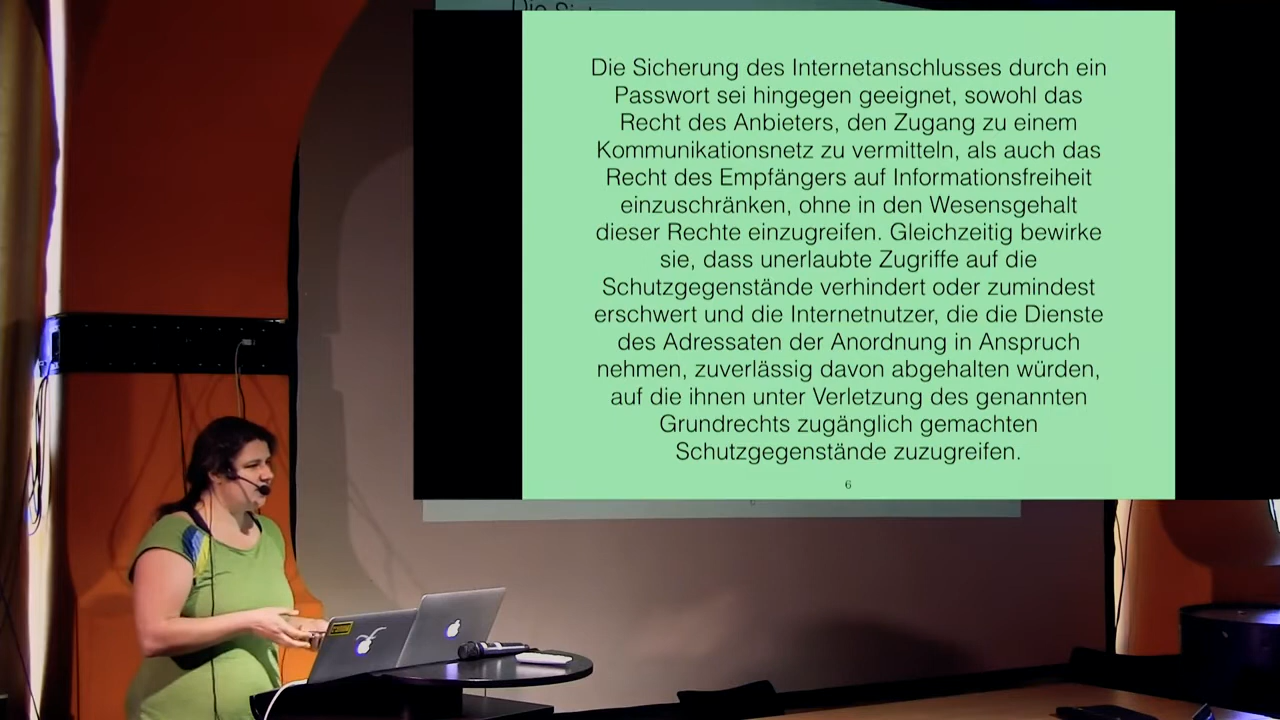 Die Sicherung des Internetanschlusses durch ein
Passwort sei hingegen geeignet, sowohl das
Recht des Anbieters, den Zugang zu einem
Kommunikationsnetz zu vermitteln, als auch das
Recht des Empfängers auf Informationsfreiheit
einzuschränken, ohne in den Wesensgehalt
dieser Rechte einzugreifen. Gleichzeitig bewirke
sie, dass unerlaubte Zugriffe auf die
Schutzgegenstände verhindert oder zumindest
erschwert und die Internetnutzer, die die Dienste
des Adressaten der Anordnung in Anspruch
nehmen, zuverlässig davon abgehalten würden,
auf die ihnen unter Verletzung des genannten
Grundrechts zugänglich gemachten
Schutzgegenstände zuzugreifen.
6